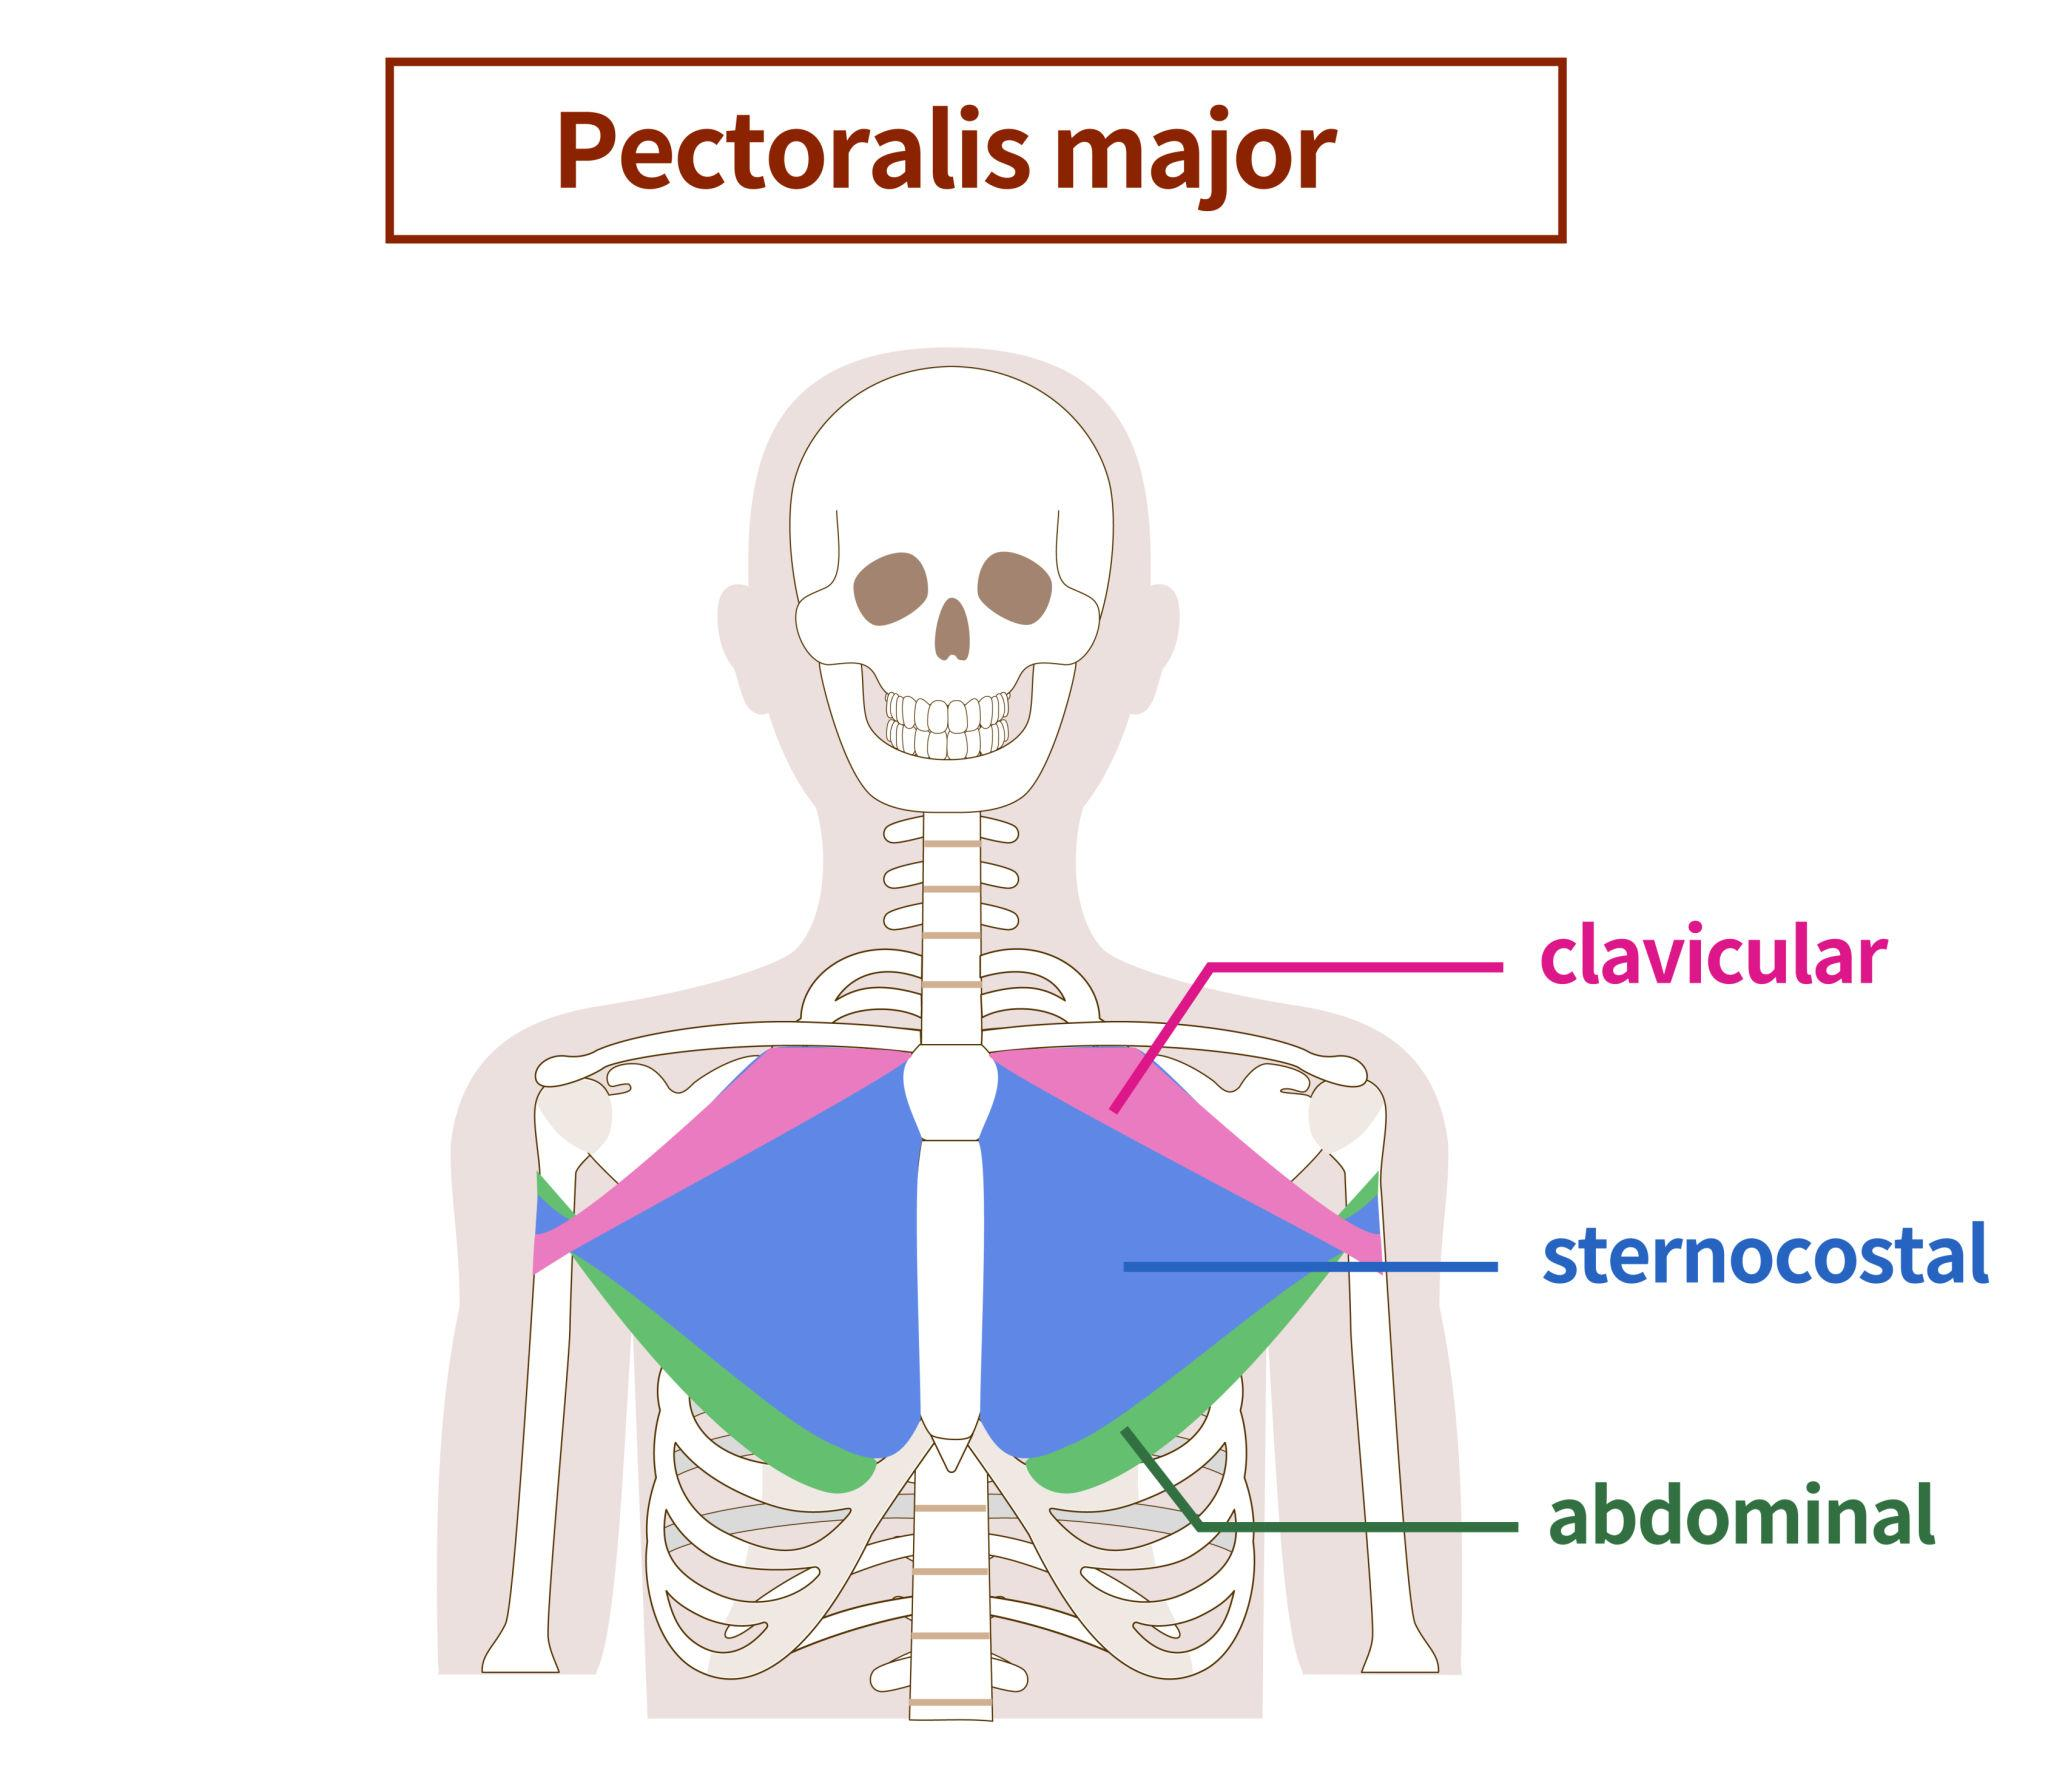 Pectoralis major
clavicular
sternocostal
abdominal